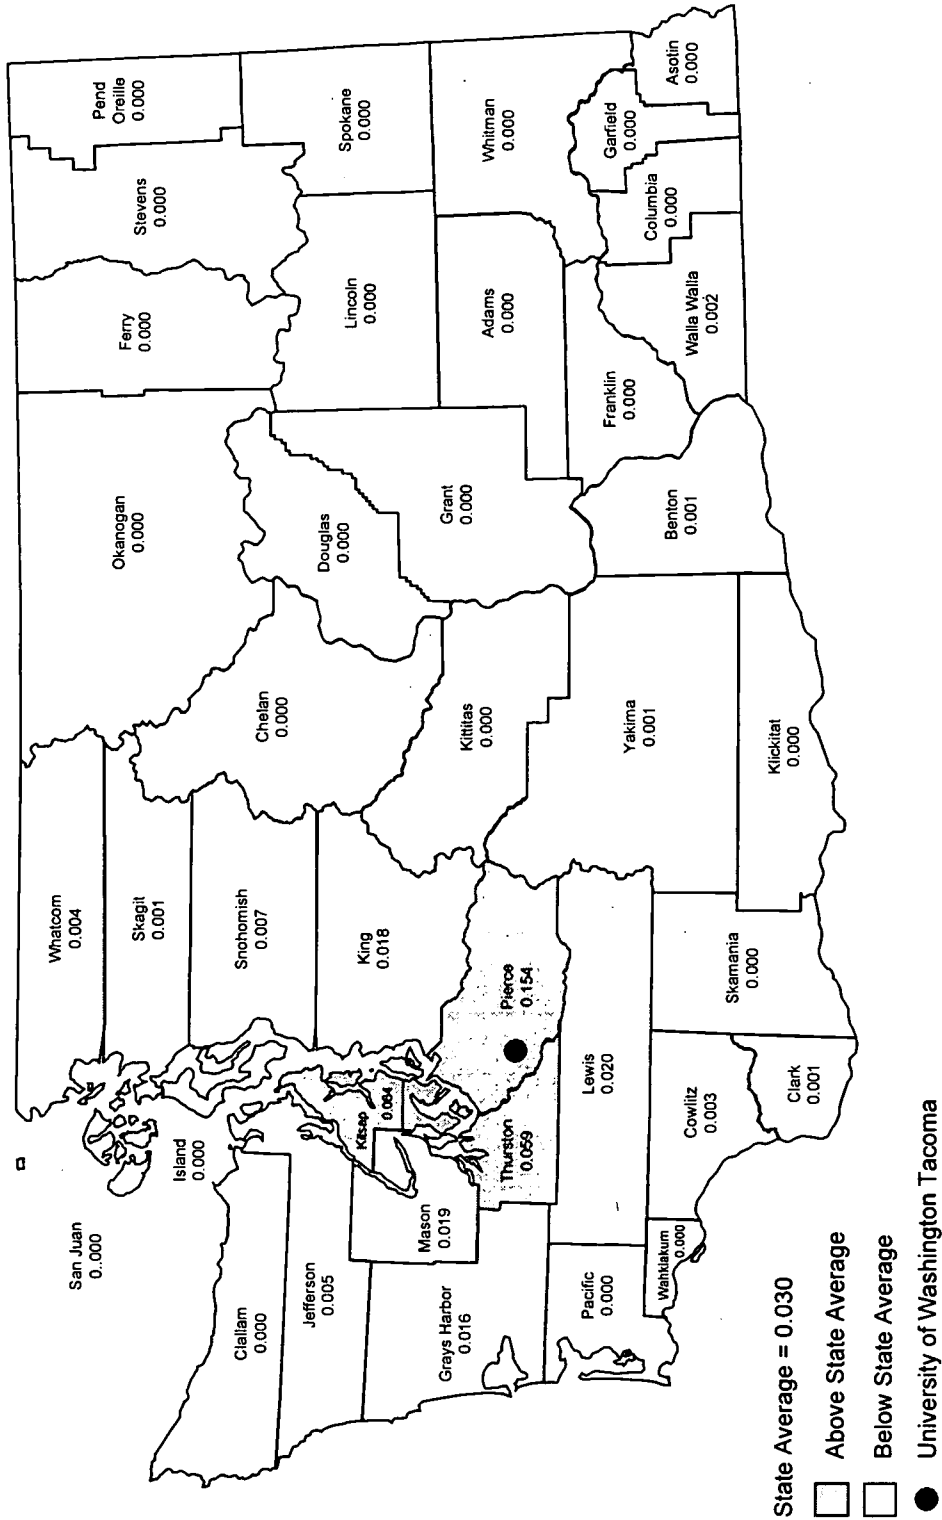 Whatcom
0.004
Okanogan
0.000
Ferry
0.000
Stevens
0.000
Pend
Oreille
0.000
San Juan
0..000
Skagit
0.001
Island
0.000
Snohomish
0.007
Chelan
0.000
Clallam
0.000
Jefferson
0.005
Kitsap
0.064
King
0.018
Douglas
0.000
Lincoln
0.000
Spokane
0.000
Mason
0.019
Grays Harbor
0.016
Kittitas
0.000
Grant
0.000
Adams
0.000
Whitman
0.000
Thurston
0.059
Pierce
0.154
Pacific
0.000
Lewis
0.020
Yakima
0.001
Franklin
0.000
Garfield
0.000
Asotin
0.000
Columbia
0.000
Walla Walla
0.002
Benton
0.001
Wahkiakum
0.000
Cowlitz
0.003
Skamania
0.000
Klickitat
0.000
Clark
0.001
State Average = 0.030
Above State Average
Below State Average
University of Washington Tacoma